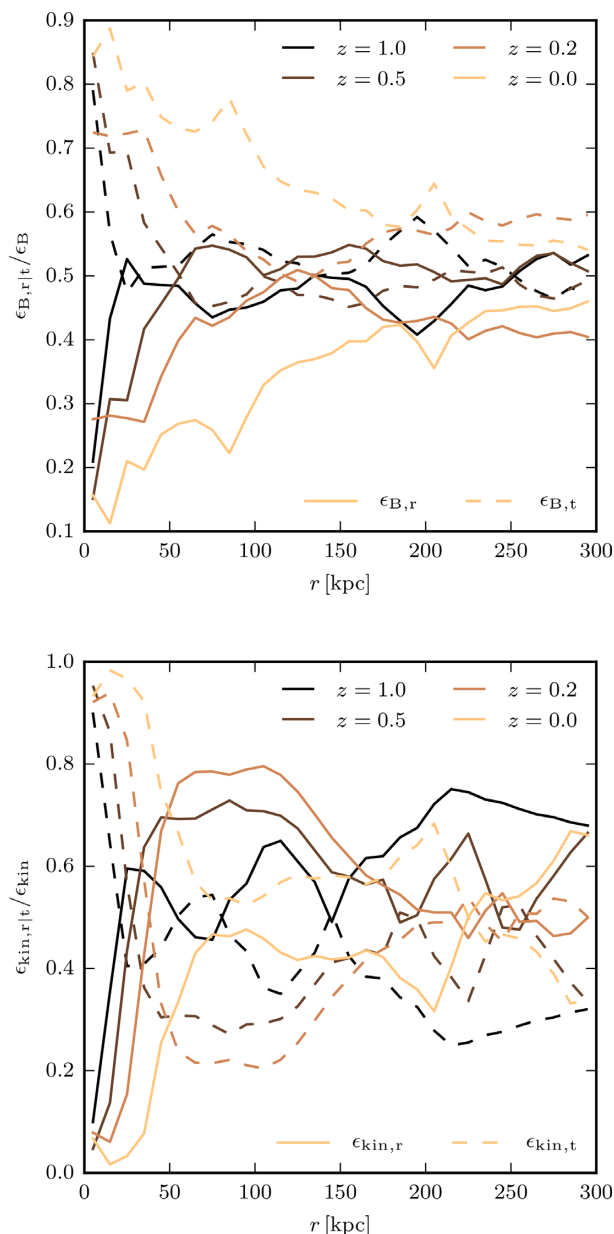 0.9
0.8
0.7
0.6
0.5
0.4
0.3
0.2
0.1
ϵB,r|t/ϵB
z = 1.0
z = 0.5
z = 0.2
z = 0.0
ϵB,r
ϵB,t
0 50 100 150 200 250 300
r [kpc]
1.0
0.8
0.6
0.4
0.2
0.0
ϵkin,r|t/ϵkin
z = 1.0
z = 0.5
z = 0.2
z = 0.0
ϵkin,r
ϵkin,t
0 50 100 150 200 250 300
r [kpc]